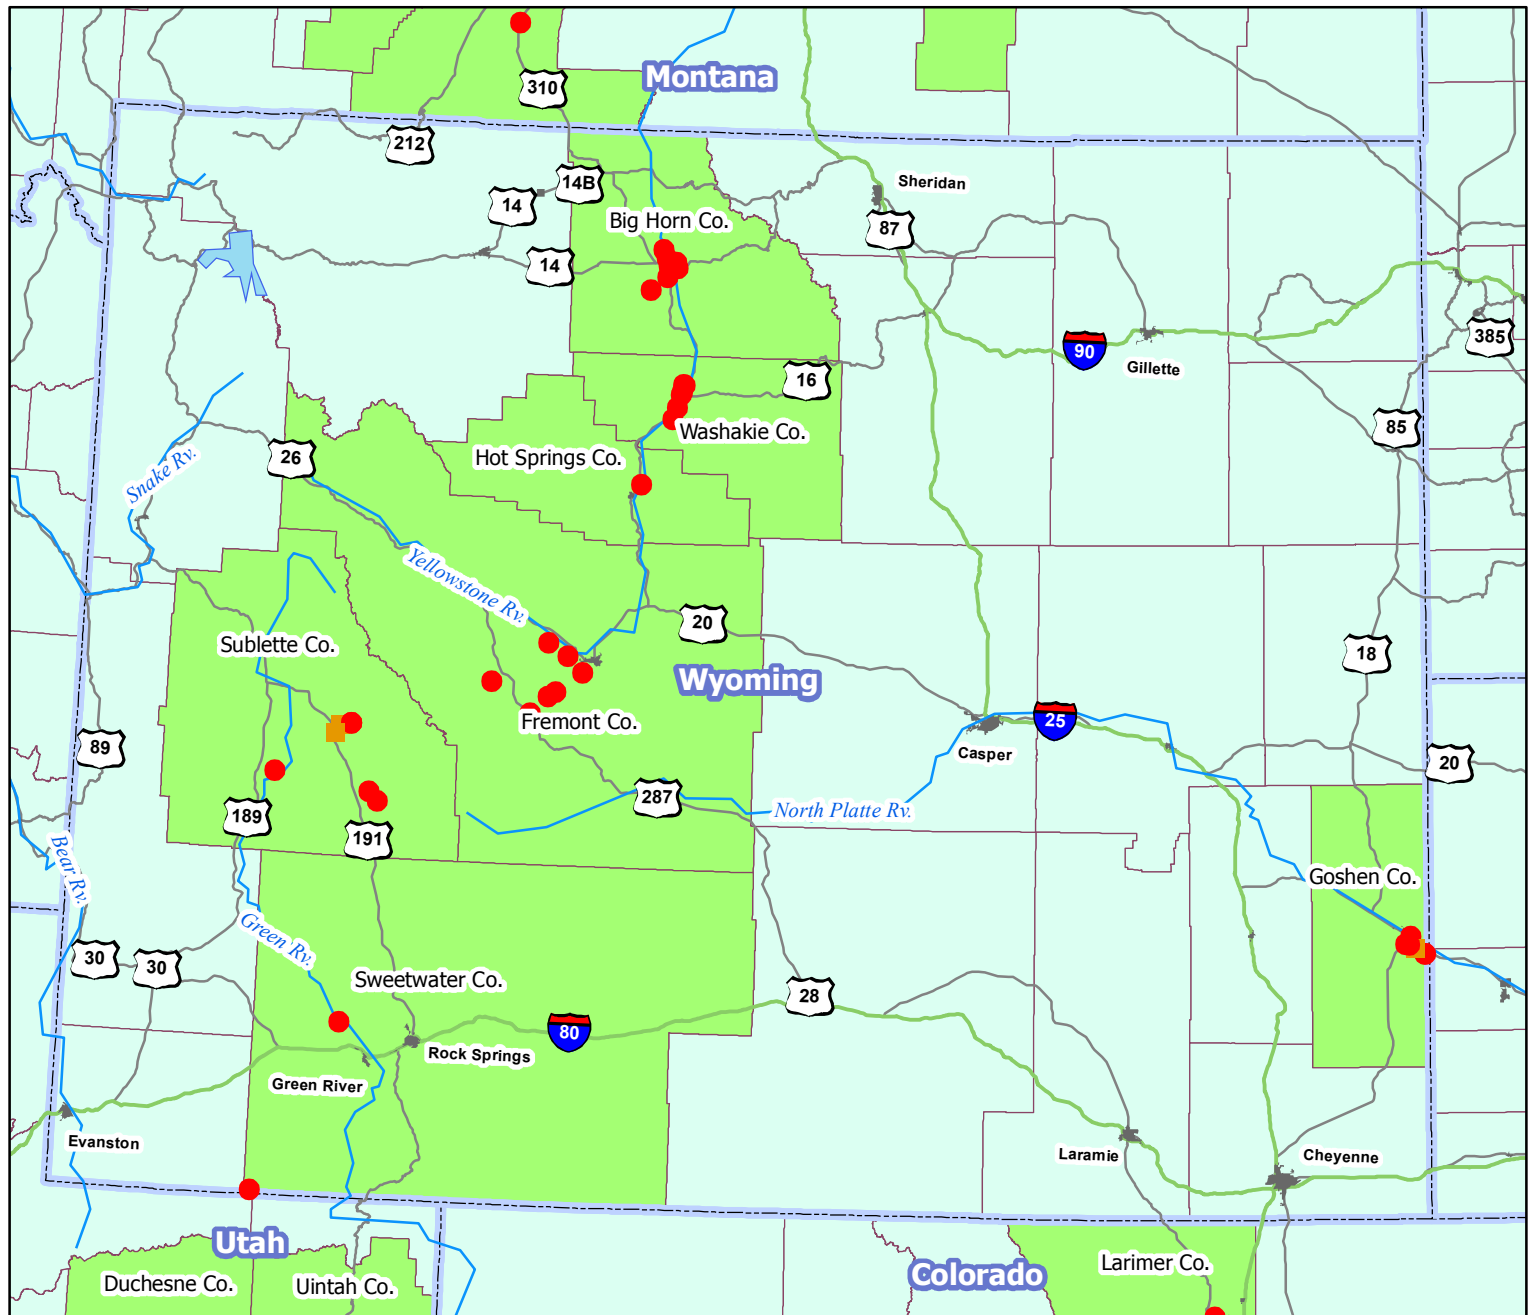 Montana
310
212
14B
14
Sheridan
Big Horn Co.
87
14
385
90
Gillette
16
85
Washakie Co.
Hot Springs Co.
26
Snake Rv.
Yellowstone Rv.
20
Sublette Co.
18
Wyoming
Fremont Co.
25
Casper
89
20
287
189
North Platte Rv.
191
Bear Rv.
Goshen Co.
Green Rv.
30
30
Sweetwater Co.
28
80
Rock Springs
Green River
Evanston
Laramie
Cheyenne
Utah
Larimer Co.
Colorado
Duchesne Co.
Uintah Co.